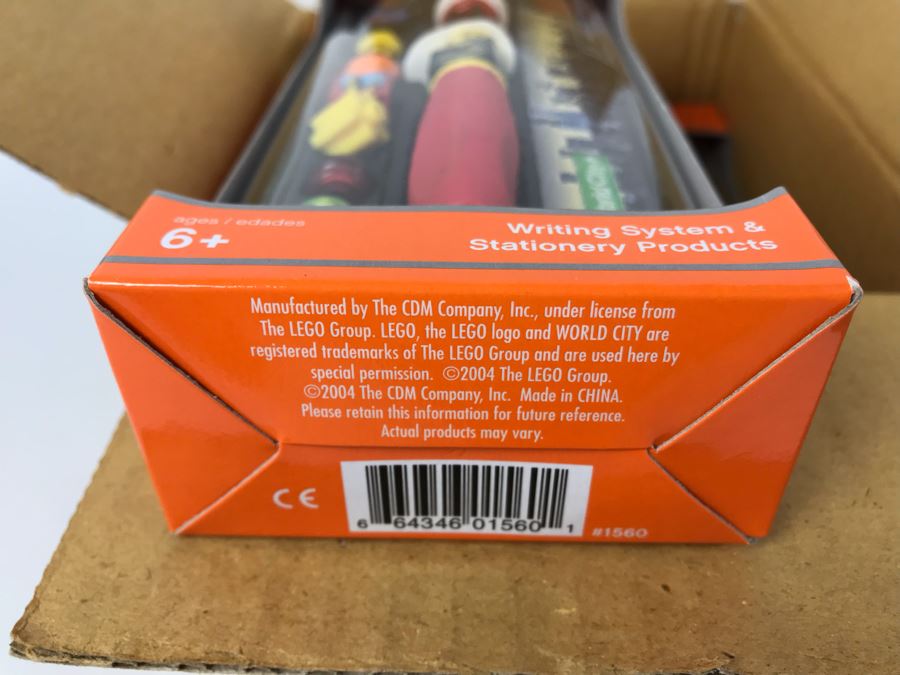 ages / edades
6+
Writing System &
Stationery Products
Manufactured by The CDM Company, Inc., under license from
The LEGO Group. LEGO, the LEGO logo and WORLD CITY are
registered trademarks of The LEGO Group and are used here by
special permission. ©2004 The LEGO Group.
©2004 The CDM Company, Inc. Made in CHINA.
Please retain this information for future reference.
Actual products may vary.
CE
6 64346 01560 1
#1560